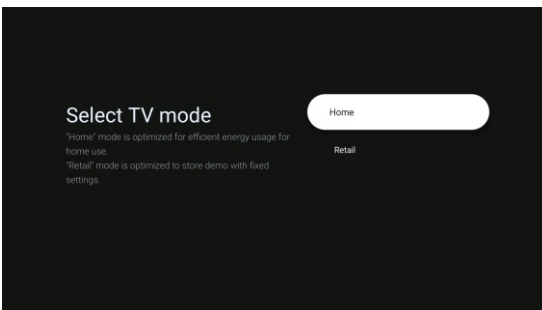 Select TV mode
"Home" mode is optimized for efficient energy usage for
home use.
"Retail" mode is optimized to store demo with fixed
settings.
Home
Retail